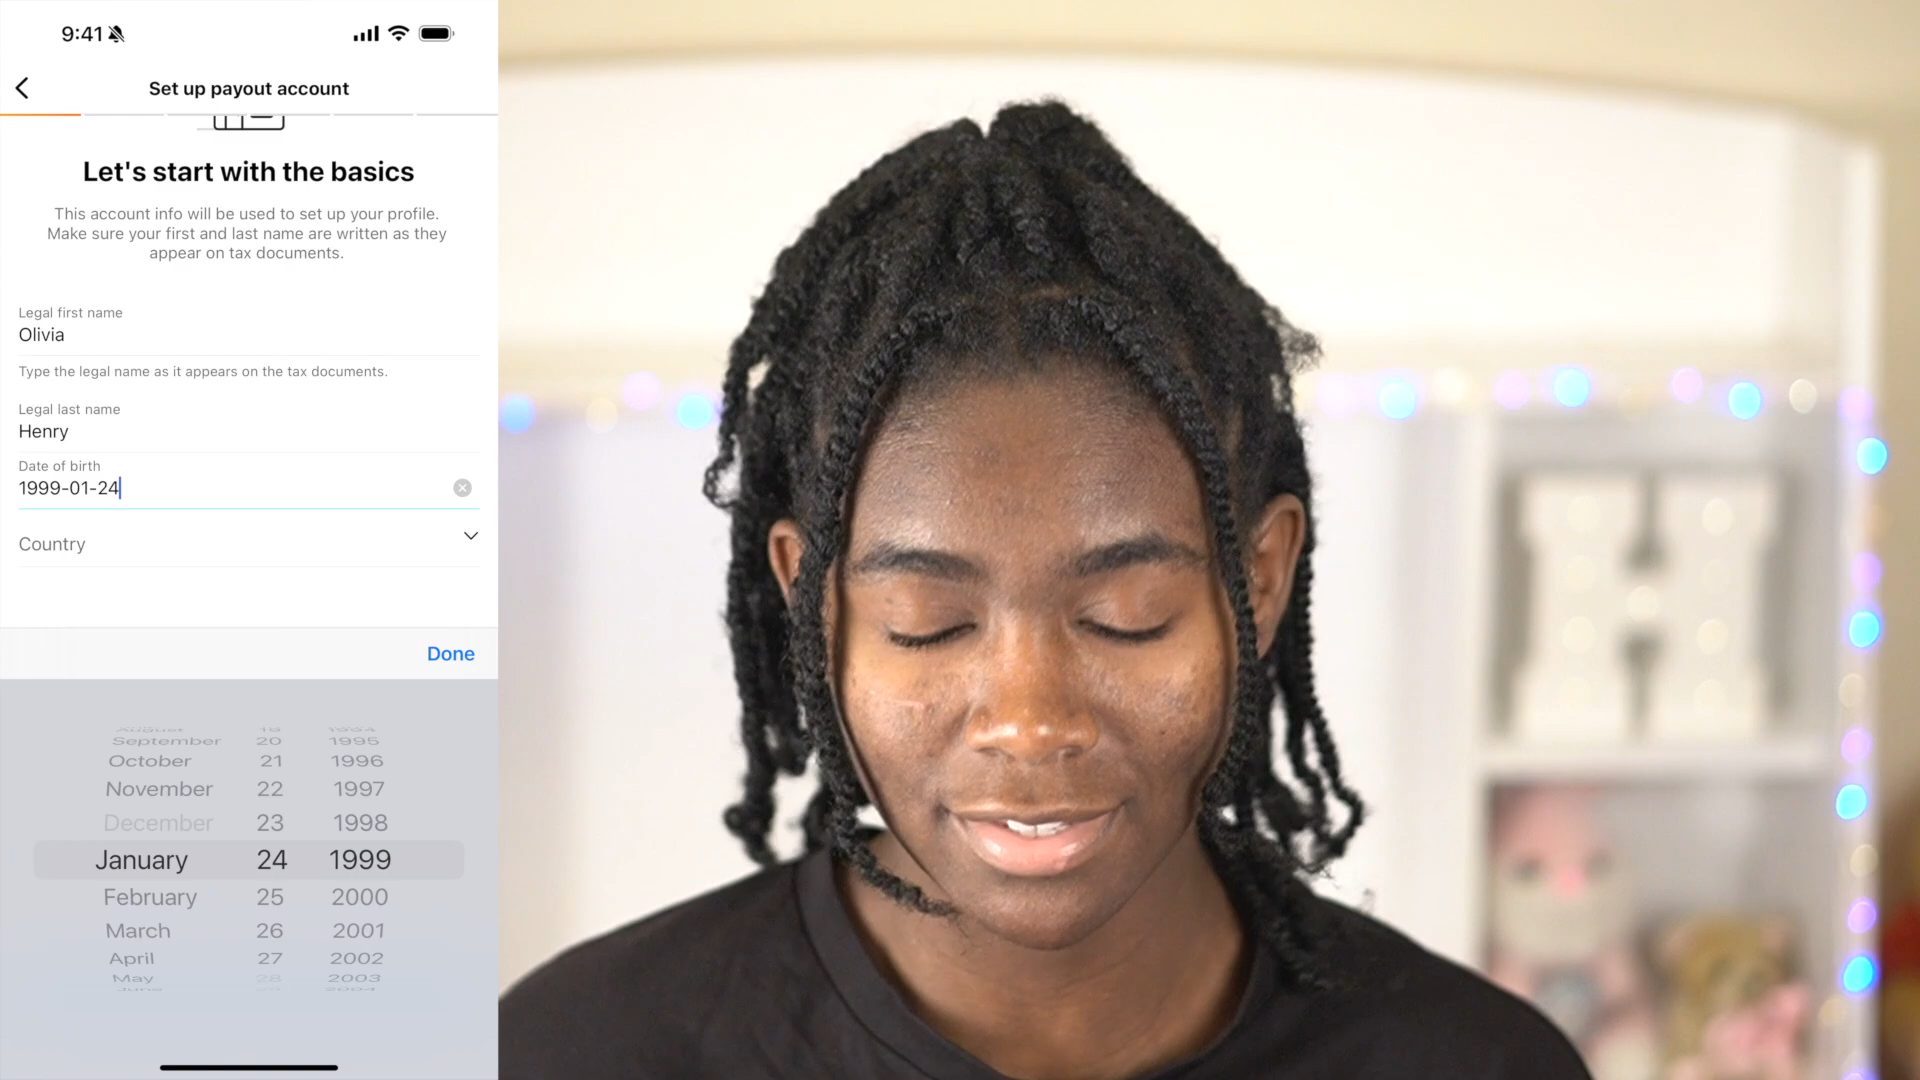 9:41
Set up payout account
Let's start with the basics
This account info will be used to set up your profile.
Make sure your first and last name are written as they
appear on tax documents.
Legal first name
Olivia
Type the legal name as it appears on the tax documents.
Legal last name
Henry
Date of birth
1999-01-24
Country
Done
August
September 20 1995
October 21 1996
November 22 1997
December 23 1998
January 24 1999
February 25 2000
March 26 2001
April 27 2002
May 28 2003
H